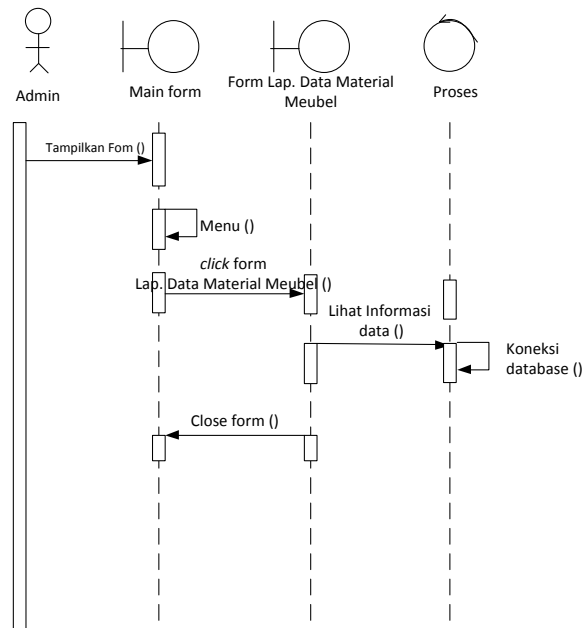 Admin
Main form
Form Lap. Data Material
Meubel
Proses
Tampilkan Fom ()
Menu ()
click form
Lap. Data Material Meubel ()
Lihat Informasi
data ()
Koneksi
database ()
Close form ()